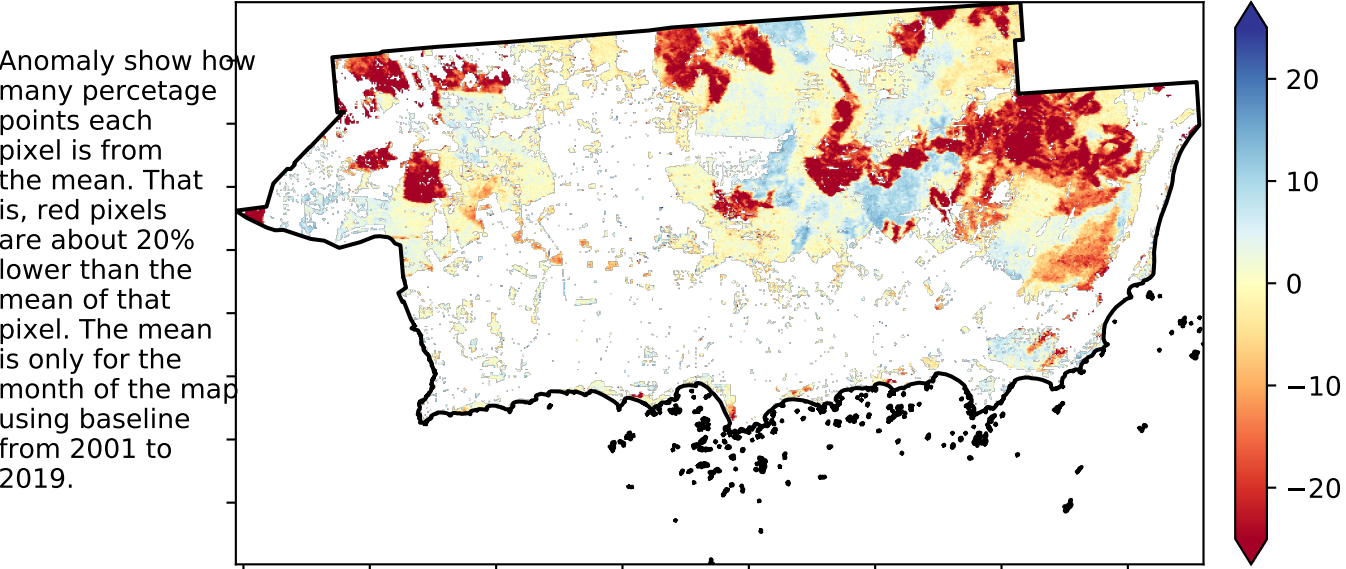 Anomaly show how
many percetage
points each
pixel is from
the mean. That
is, red pixels
are about 20%
lower than the
mean of that
pixel. The mean
is only for the
month of the map
using baseline
from 2001 to
2019.
20
10
0
−10
−20